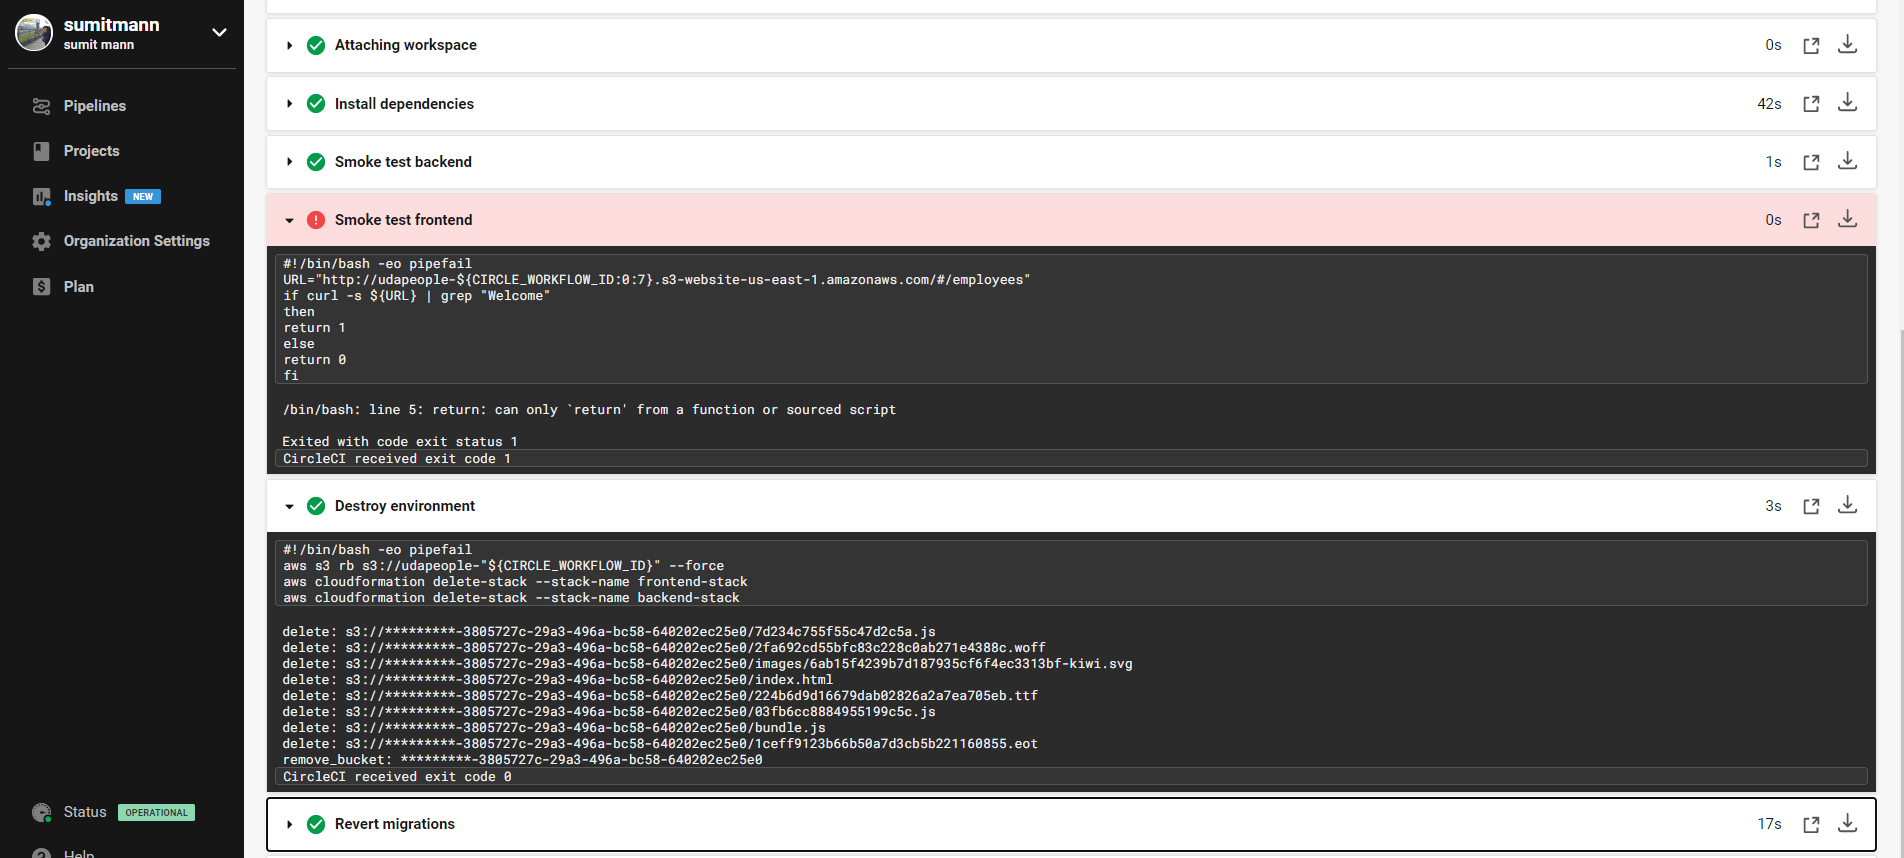 sumitmann
sumit mann
Pipelines
Projects
Insights NEW
Organization Settings
Plan
Status OPERATIONAL
Help
Attaching workspace 0s
Install dependencies 42s
Smoke test backend 1s
Smoke test frontend 0s
#!/bin/bash -eo pipefail
URL="http://udapeople-${CIRCLE_WORKFLOW_ID:0:7}.s3-website-us-east-1.amazonaws.com/#/employees"
if curl -s ${URL} | grep "Welcome"
then
return 1
else
return 0
fi
/bin/bash: line 5: return: can only `return' from a function or sourced script
Exited with code exit status 1
CircleCI received exit code 1
Destroy environment 3s
#!/bin/bash -eo pipefail
aws s3 rb s3://udapeople-"${CIRCLE_WORKFLOW_ID}" --force
aws cloudformation delete-stack --stack-name frontend-stack
aws cloudformation delete-stack --stack-name backend-stack
delete: s3://*********-3805727c-29a3-496a-bc58-640202ec25e0/7d234c755f55c47d2c5a.js
delete: s3://*********-3805727c-29a3-496a-bc58-640202ec25e0/2fa692cd55bfc83c228c0ab271e4388c.woff
delete: s3://*********-3805727c-29a3-496a-bc58-640202ec25e0/images/6ab15f4239b7d187935cf6f4ec3313bf-kiwi.svg
delete: s3://*********-3805727c-29a3-496a-bc58-640202ec25e0/index.html
delete: s3://*********-3805727c-29a3-496a-bc58-640202ec25e0/224b6d9d16679dab02826a2a7ea705eb.ttf
delete: s3://*********-3805727c-29a3-496a-bc58-640202ec25e0/03fb6cc8884955199c5c.js
delete: s3://*********-3805727c-29a3-496a-bc58-640202ec25e0/bundle.js
delete: s3://*********-3805727c-29a3-496a-bc58-640202ec25e0/1ceff9123b66b50a7d3cb5b221160855.eot
remove_bucket: *********-3805727c-29a3-496a-bc58-640202ec25e0
CircleCI received exit code 0
Revert migrations 17s